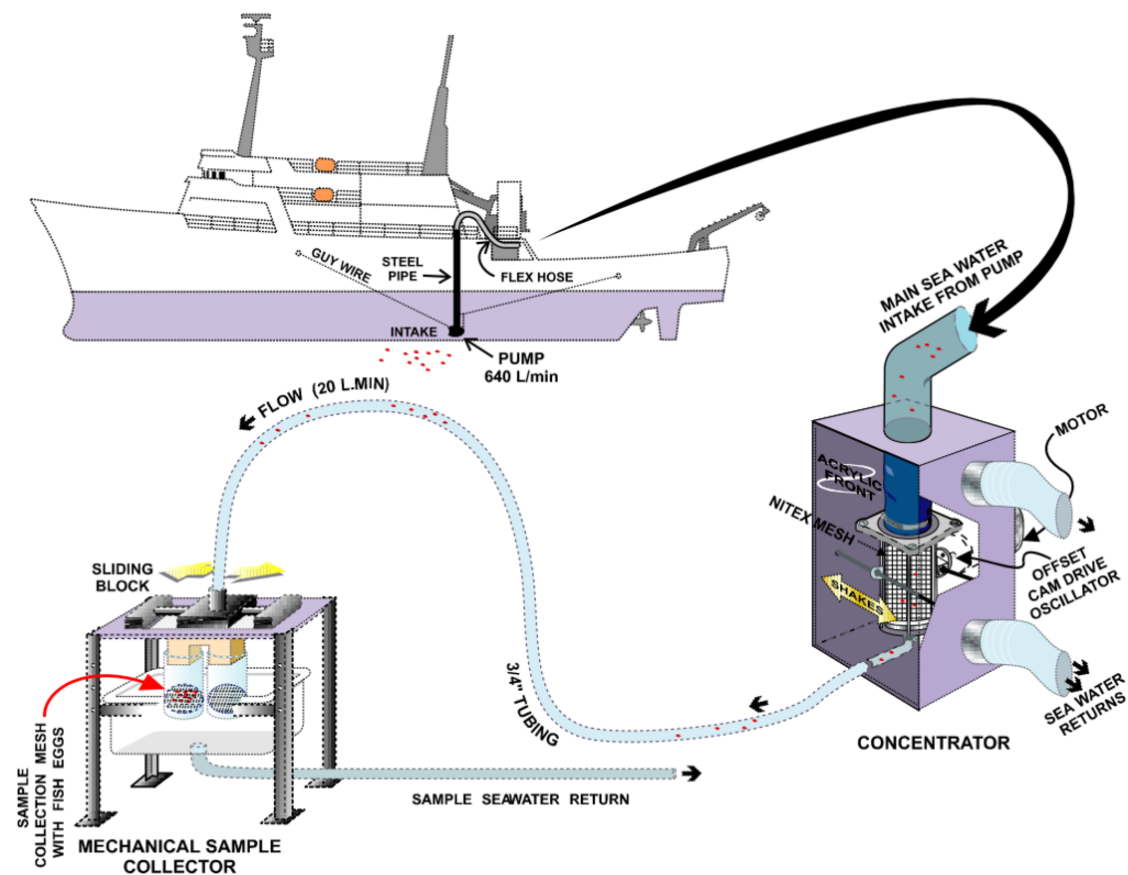 GUY WIRE
STEEL
PIPE
FLEX HOSE
INTAKE
PUMP
640 L/min
MAIN SEA WATER
INTAKE FROM PUMP
FLOW (20 L.MIN)
MOTOR
ACRYLIC
FRONT
NITEX MESH
OFFSET
CAM DRIVE
OSCILLATOR
SHAKES
SLIDING
BLOCK
3/4" TUBING
SEA WATER
RETURNS
CONCENTRATOR
SAMPLE
COLLECTION MESH
WITH FISH EGGS
SAMPLE SEAWATER RETURN
MECHANICAL SAMPLE
COLLECTOR